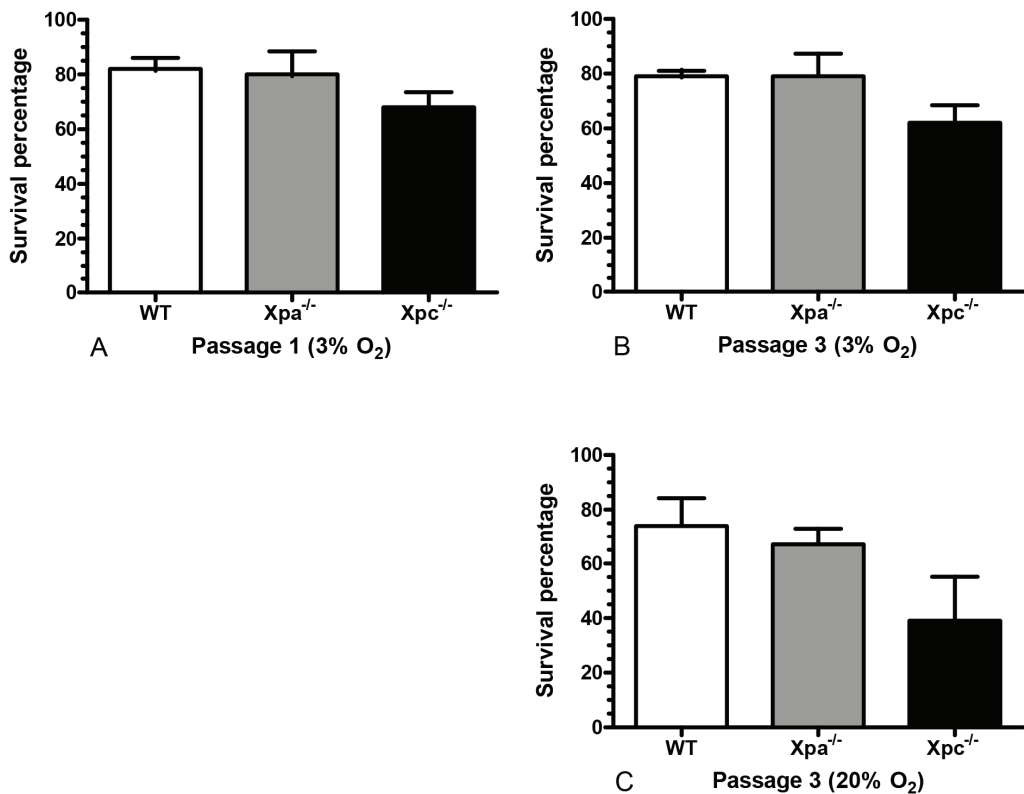 Survival percentage
100
80
60
40
20
0
WT Xpa-/- Xpc-/-
A Passage 1 (3% O2)
Survival percentage
100
80
60
40
20
0
WT Xpa-/- Xpc-/-
B Passage 3 (3% O2)
Survival percentage
100
80
60
40
20
0
WT Xpa-/- Xpc-/-
C Passage 3 (20% O2)